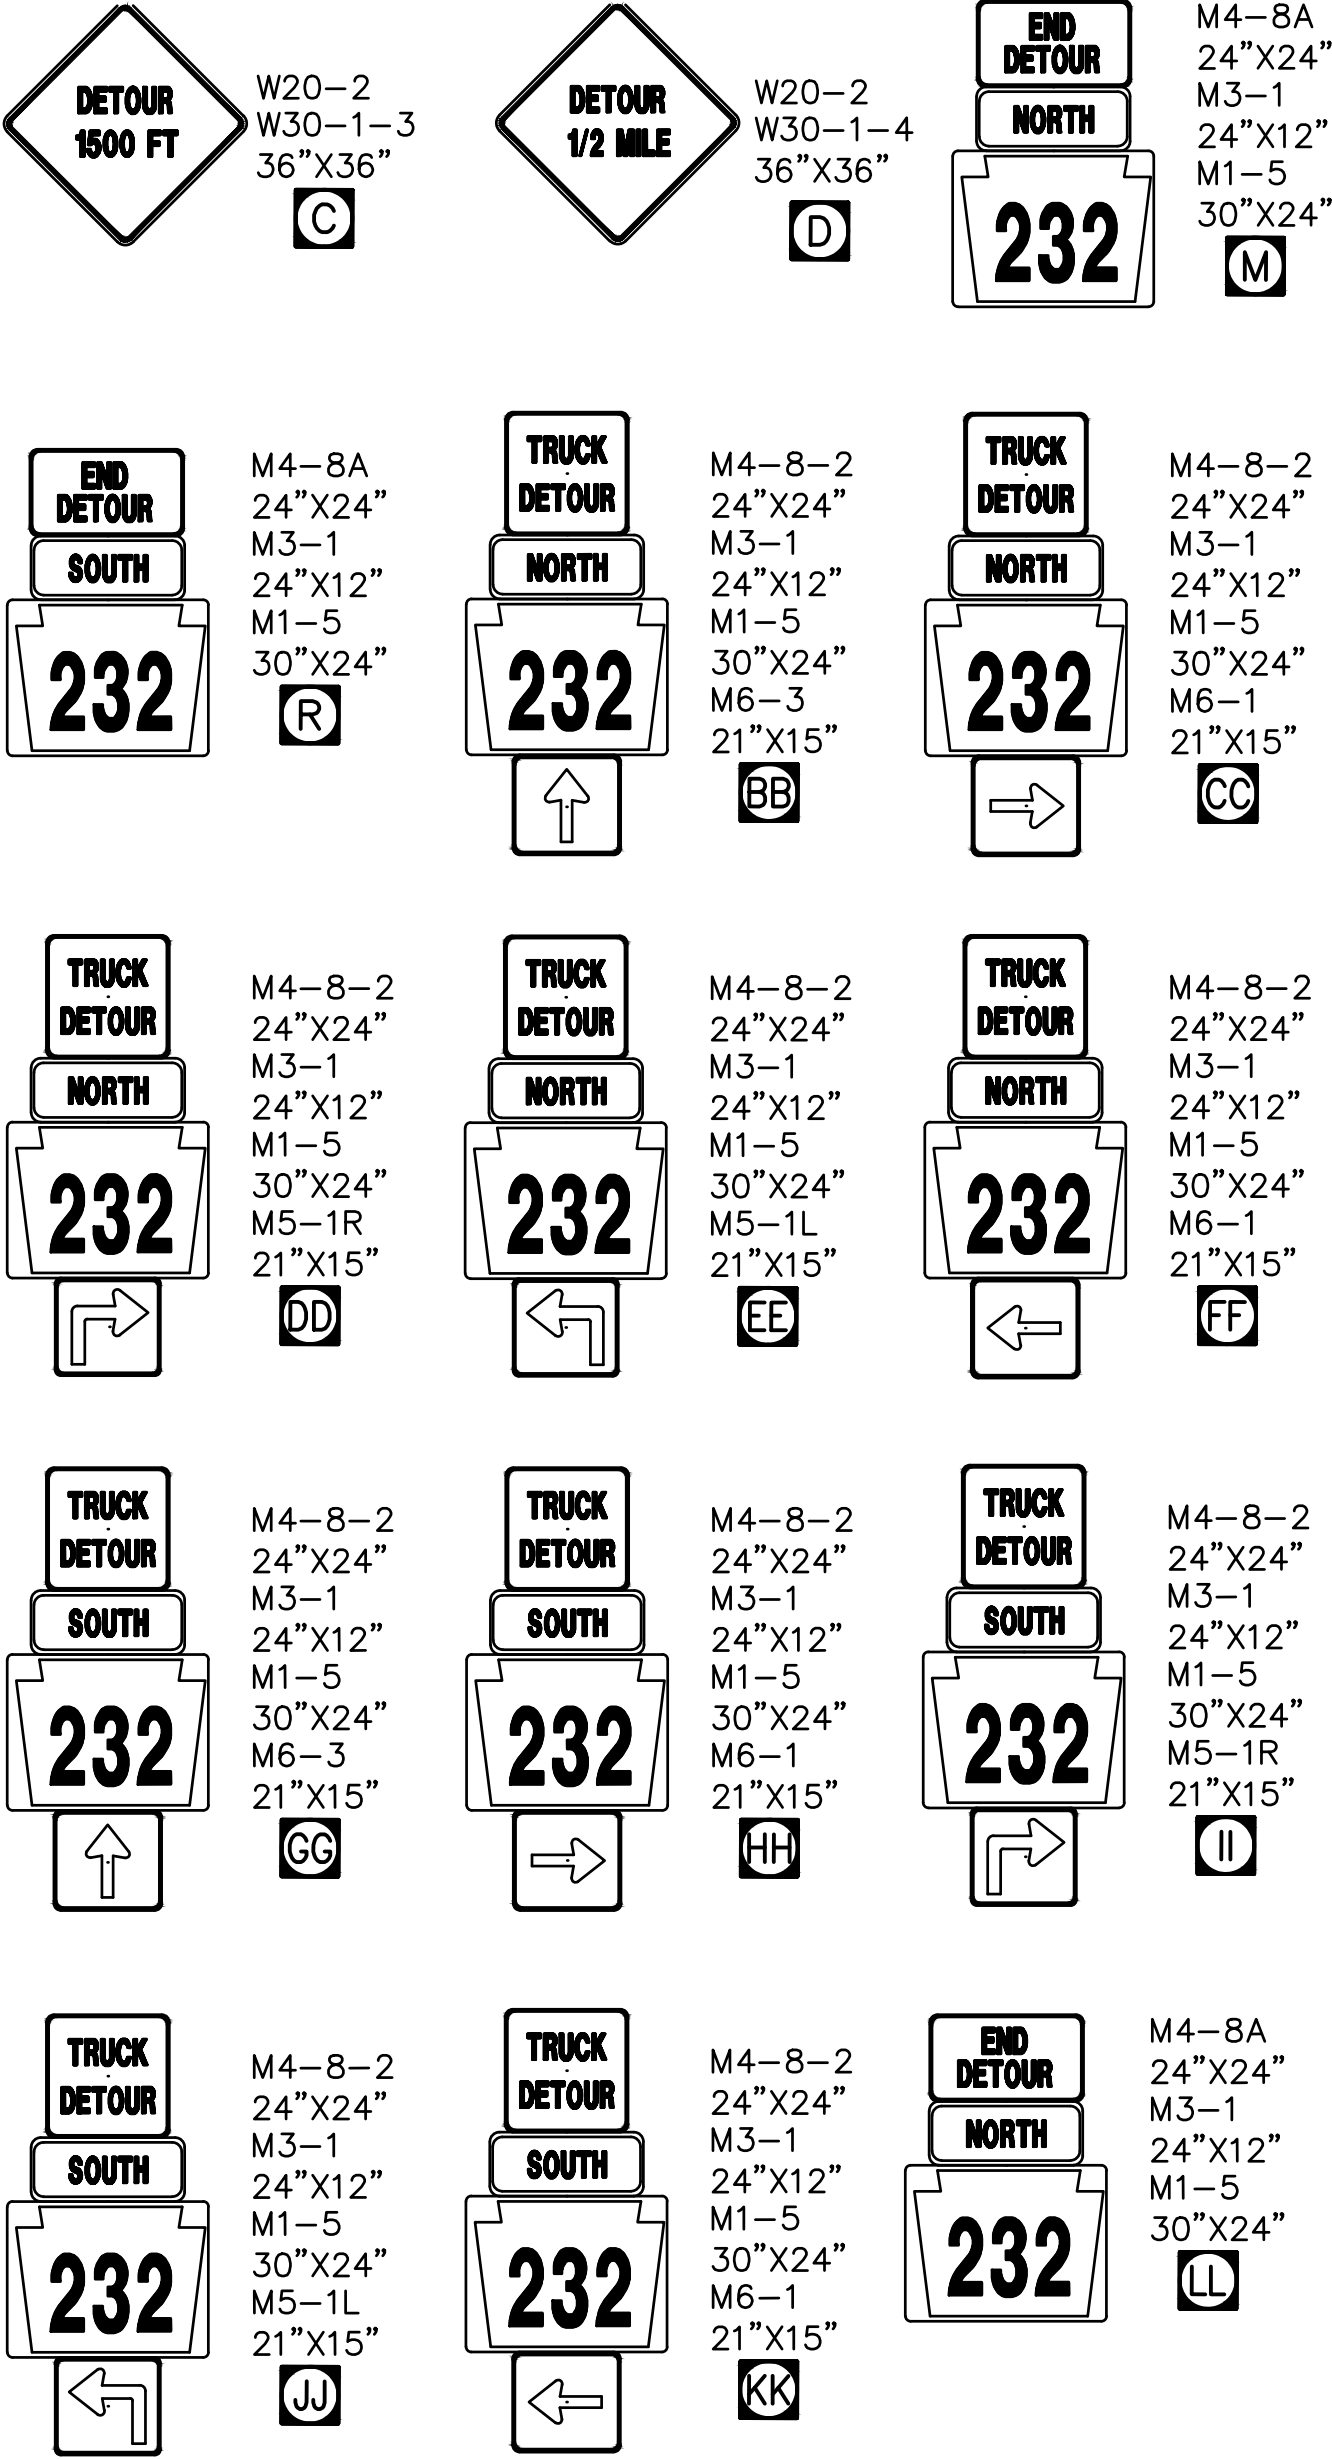 DETOUR
1500 FT
W20-2
W30-1-3
36"X36"
C
DETOUR
1/2 MILE
W20-2
W30-1-4
36"X36"
D
END
DETOUR
NORTH
232
M4-8A
24"X24"
M3-1
24"X12"
M1-5
30"X24"
M
END
DETOUR
SOUTH
232
M4-8A
24"X24"
M3-1
24"X12"
M1-5
30"X24"
R
TRUCK
DETOUR
NORTH
232
M4-8-2
24"X24"
M3-1
24"X12"
M1-5
30"X24"
M6-3
21"X15"
BB
TRUCK
DETOUR
NORTH
232
M4-8-2
24"X24"
M3-1
24"X12"
M1-5
30"X24"
M6-1
21"X15"
CC
TRUCK
DETOUR
NORTH
232
M4-8-2
24"X24"
M3-1
24"X12"
M1-5
30"X24"
M5-1R
21"X15"
DD
TRUCK
DETOUR
NORTH
232
M4-8-2
24"X24"
M3-1
24"X12"
M1-5
30"X24"
M5-1L
21"X15"
EE
TRUCK
DETOUR
NORTH
232
M4-8-2
24"X24"
M3-1
24"X12"
M1-5
30"X24"
M6-1
21"X15"
FF
TRUCK
DETOUR
SOUTH
232
M4-8-2
24"X24"
M3-1
24"X12"
M1-5
30"X24"
M6-3
21"X15"
GG
TRUCK
DETOUR
SOUTH
232
M4-8-2
24"X24"
M3-1
24"X12"
M1-5
30"X24"
M6-1
21"X15"
HH
TRUCK
DETOUR
SOUTH
232
M4-8-2
24"X24"
M3-1
24"X12"
M1-5
30"X24"
M5-1R
21"X15"
II
TRUCK
DETOUR
SOUTH
232
M4-8-2
24"X24"
M3-1
24"X12"
M1-5
30"X24"
M5-1L
21"X15"
JJ
TRUCK
DETOUR
SOUTH
232
M4-8-2
24"X24"
M3-1
24"X12"
M1-5
30"X24"
M6-1
21"X15"
KK
END
DETOUR
NORTH
232
M4-8A
24"X24"
M3-1
24"X12"
M1-5
30"X24"
LL